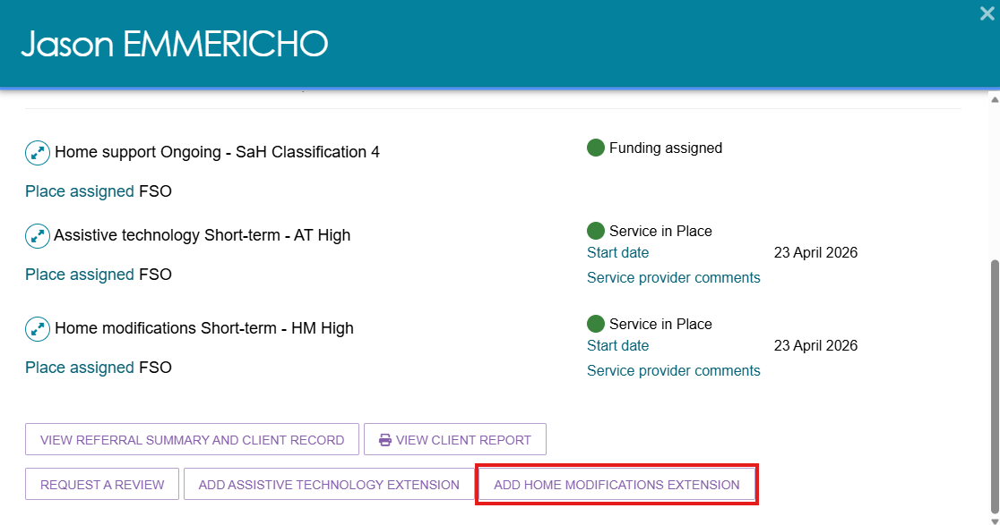 Jason EMMERICHO
Home support Ongoing - SaH Classification 4
Funding assigned
Place assigned FSO
Assistive technology Short-term - AT High
Service in Place
Start date 23 April 2026
Place assigned FSO
Service provider comments
Home modifications Short-term - HM High
Service in Place
Start date 23 April 2026
Place assigned FSO
Service provider comments
VIEW REFERRAL SUMMARY AND CLIENT RECORD
VIEW CLIENT REPORT
REQUEST A REVIEW
ADD ASSISTIVE TECHNOLOGY EXTENSION
ADD HOME MODIFICATIONS EXTENSION